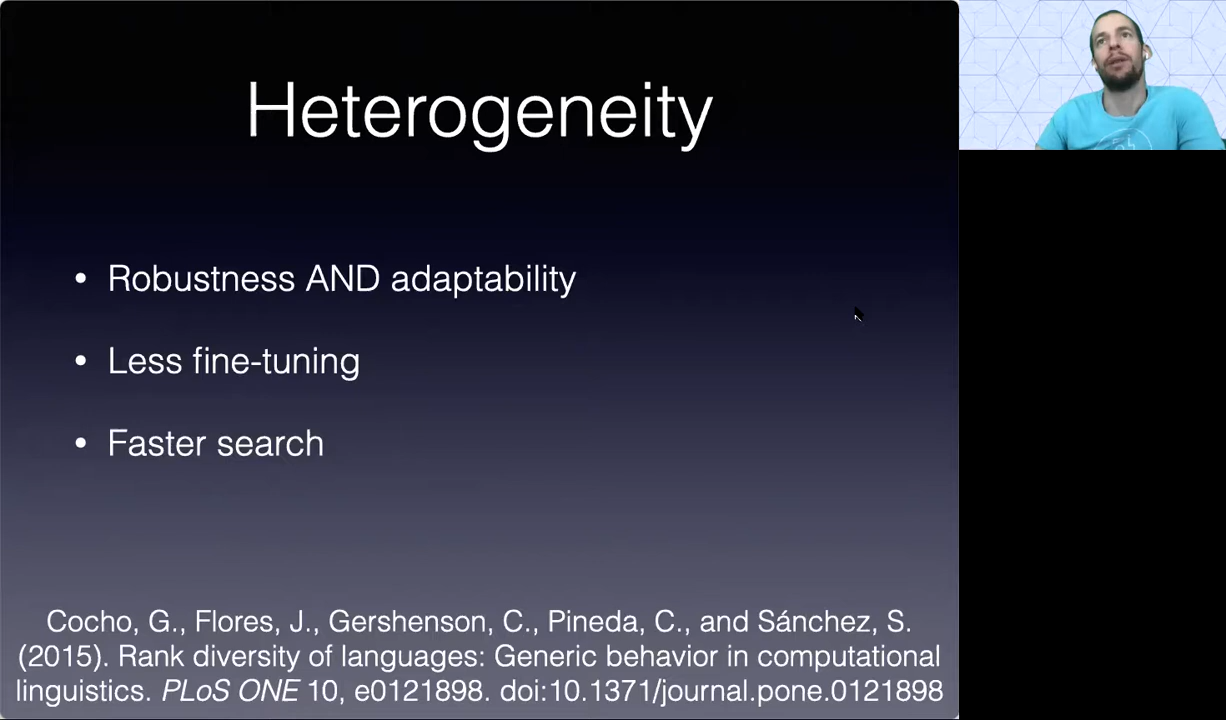 Heterogeneity
• Robustness AND adaptability
• Less fine-tuning
• Faster search
Cocho, G., Flores, J., Gershenson, C., Pineda, C., and Sánchez, S.
(2015). Rank diversity of languages: Generic behavior in computational
linguistics. PLoS ONE 10, e0121898. doi:10.1371/journal.pone.0121898